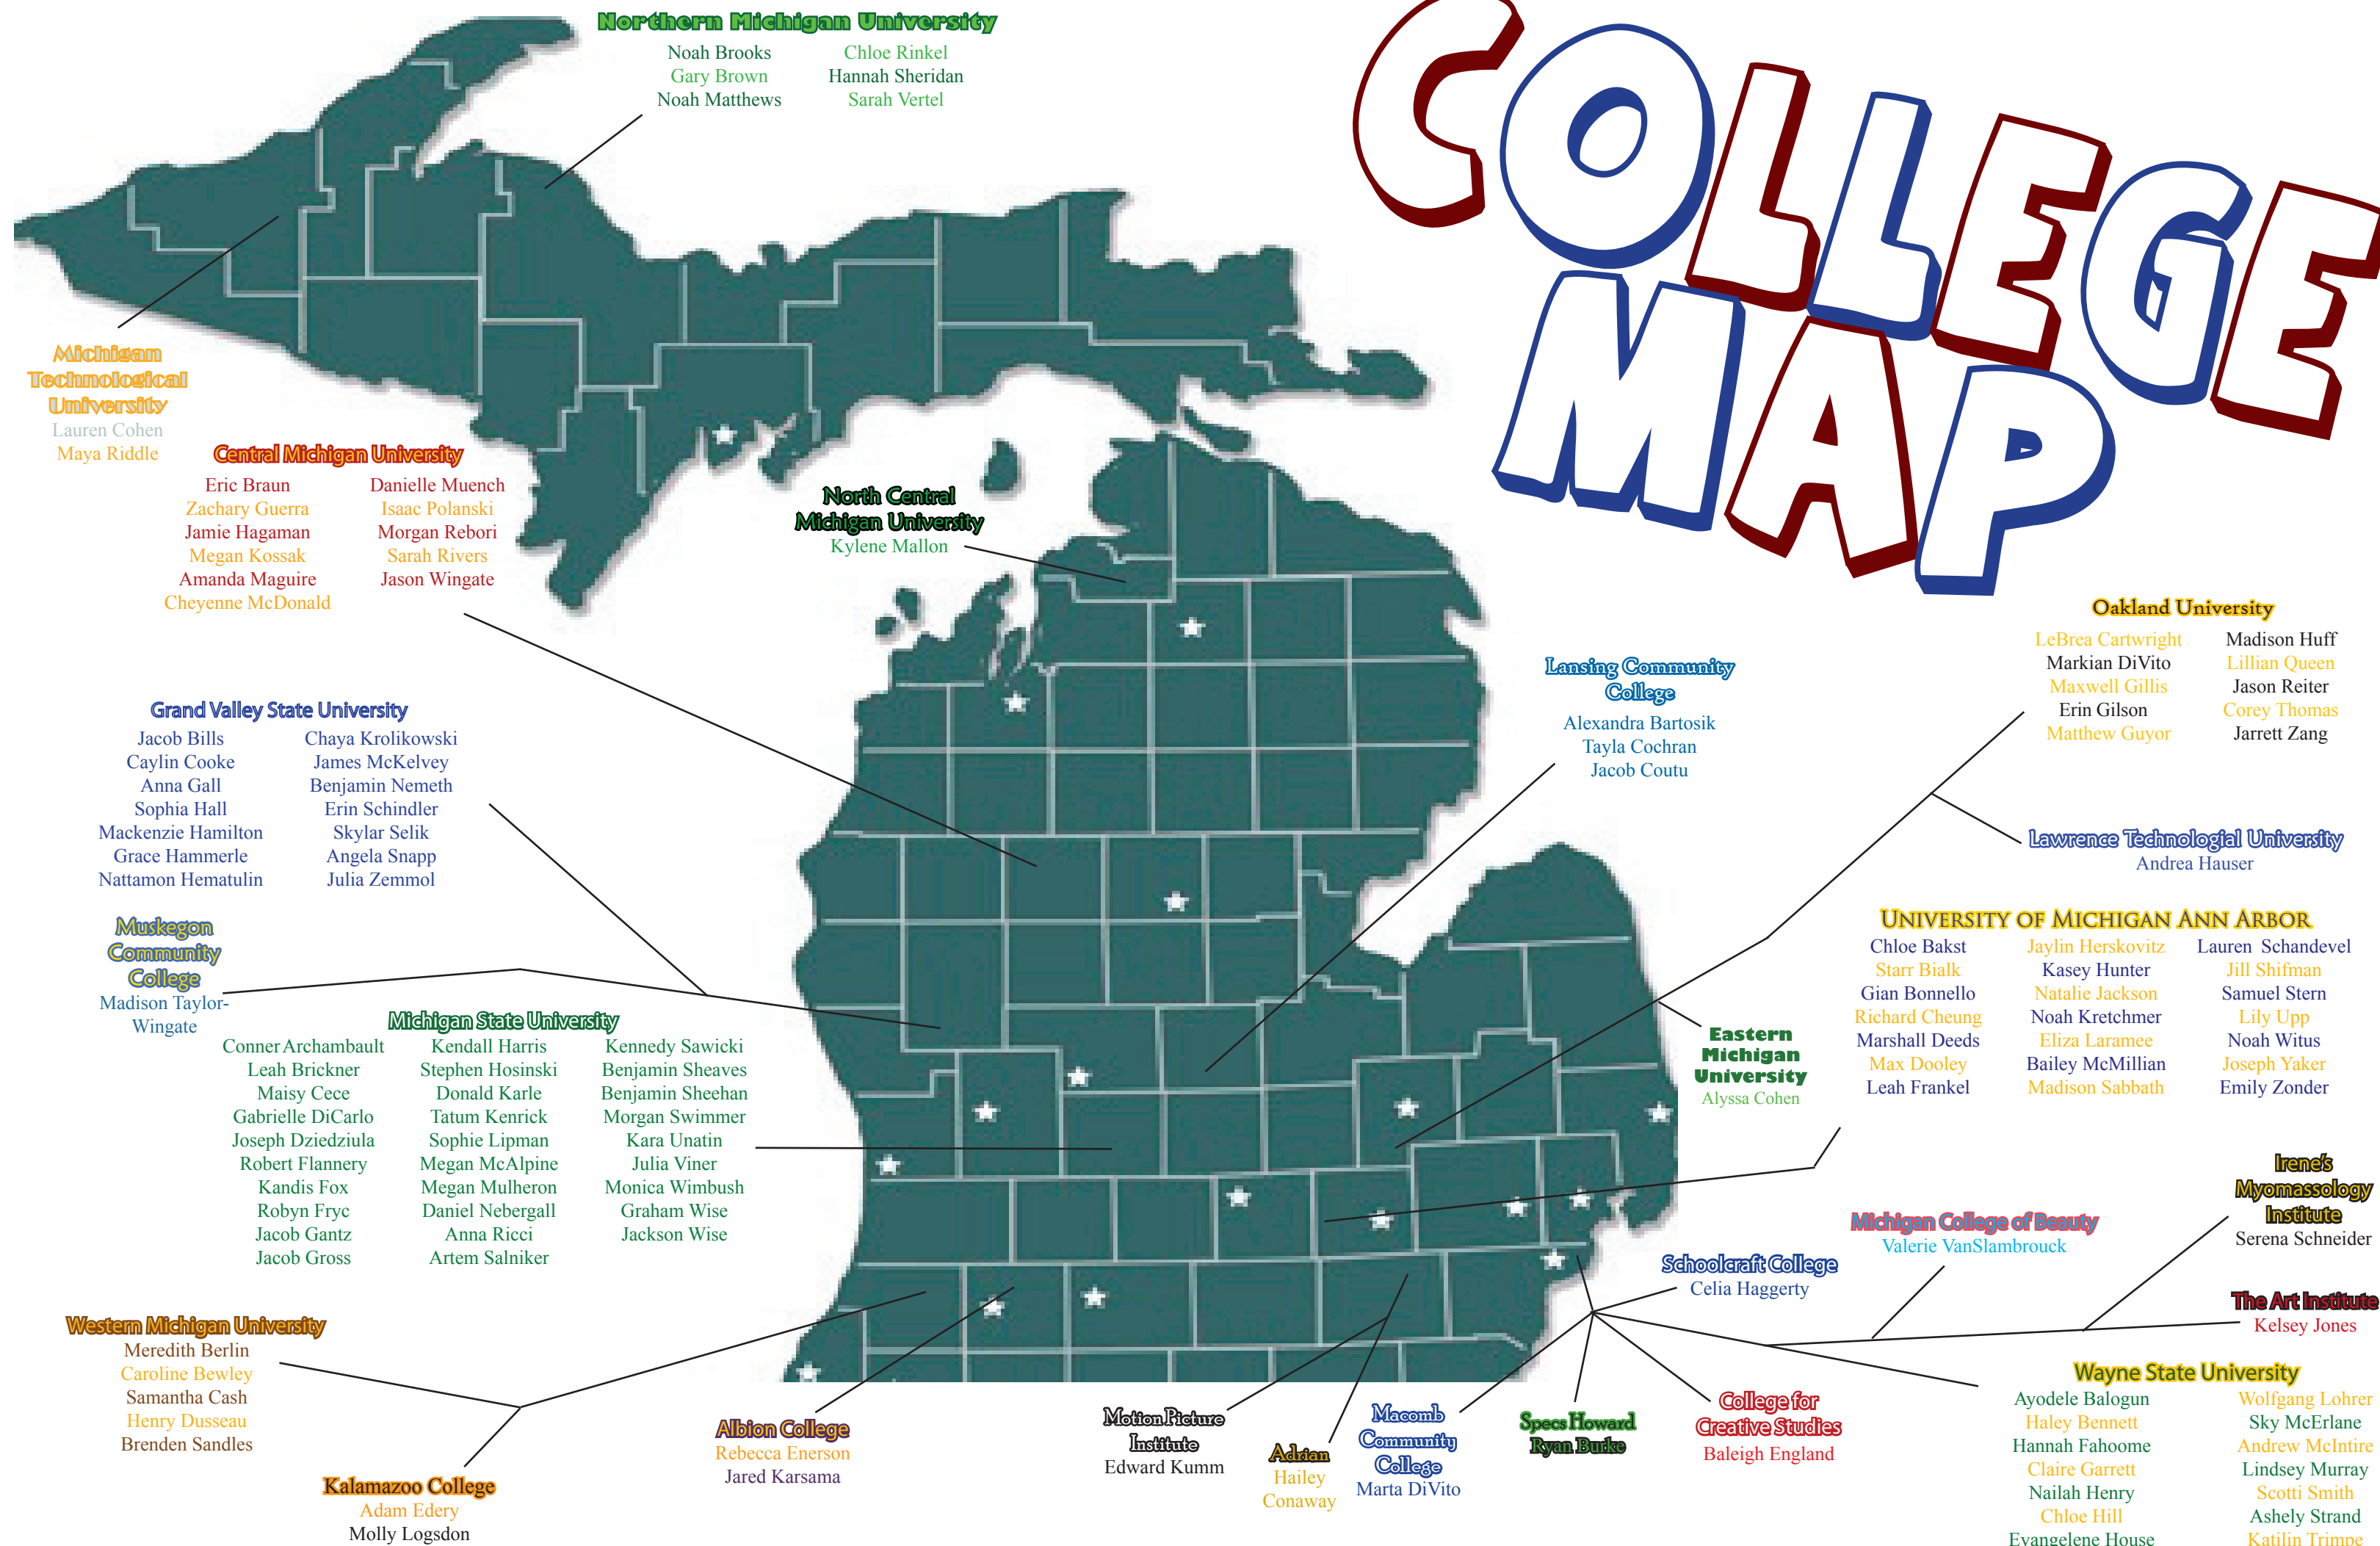 COLLEGE
MAP
Northern Michigan University
Noah Brooks
Gary Brown
Noah Matthews
Chloe Rinkel
Hannah Sheridan
Sarah Vertel
Michigan
Technological
University
Lauren Cohen
Maya Riddle
Central Michigan University
Eric Braun
Zachary Guerra
Jamie Hagaman
Megan Kossak
Amanda Maguire
Cheyenne McDonald
Danielle Muench
Isaac Polanski
Morgan Rebori
Sarah Rivers
Jason Wingate
North Central
Michigan University
Kylene Mallon
Grand Valley State University
Jacob Bills
Caylin Cooke
Anna Gall
Sophia Hall
Mackenzie Hamilton
Grace Hammerle
Nattamon Hematulin
Chaya Krolikowski
James McKelvey
Benjamin Nemeth
Erin Schindler
Skylar Selik
Angela Snapp
Julia Zemmol
Lansing Community
College
Alexandra Bartosik
Tayla Cochran
Jacob Coutu
Oakland University
LeBrea Cartwright
Markian DiVito
Maxwell Gillis
Erin Gilson
Matthew Guyor
Madison Huff
Lillian Queen
Jason Reiter
Corey Thomas
Jarrett Zang
Lawrence Technologial University
Andrea Hauser
Muskegon
Community
College
Madison Taylor-
Wingate
University of Michigan Ann Arbor
Chloe Bakst
Starr Bialk
Gian Bonnello
Richard Cheung
Marshall Deeds
Max Dooley
Leah Frankel
Jaylin Herskovitz
Kasey Hunter
Natalie Jackson
Noah Kretchmer
Eliza Laramee
Bailey McMillian
Madison Sabbath
Lauren Schandevel
Jill Shifman
Samuel Stern
Lily Upp
Noah Witus
Joseph Yaker
Emily Zonder
Michigan State University
Conner Archambault
Leah Brickner
Maisy Cece
Gabrielle DiCarlo
Joseph Dziedziula
Robert Flannery
Kandis Fox
Robyn Fryc
Jacob Gantz
Jacob Gross
Kendall Harris
Stephen Hosinski
Donald Karle
Tatum Kenrick
Sophie Lipman
Megan McAlpine
Megan Mulheron
Daniel Nebergall
Anna Ricci
Artem Salniker
Kennedy Sawicki
Benjamin Sheaves
Benjamin Sheehan
Morgan Swimmer
Kara Unatin
Julia Viner
Monica Wimbush
Graham Wise
Jackson Wise
Eastern
Michigan
University
Alyssa Cohen
Irene's
Myomassology
Institute
Serena Schneider
Michigan College of Beauty
Valerie VanSlambrouck
Schoolcraft College
Celia Haggerty
The Art Institute
Kelsey Jones
Western Michigan University
Meredith Berlin
Caroline Bewley
Samantha Cash
Henry Dusseau
Brenden Sandles
Kalamazoo College
Adam Edery
Molly Logsdon
Albion College
Rebecca Enerson
Jared Karsama
Motion Picture
Institute
Edward Kumm
Adrian
Hailey
Conaway
Macomb
Community
College
Marta DiVito
Specs Howard
Ryan Burke
College for
Creative Studies
Baleigh England
Wayne State University
Ayodele Balogun
Haley Bennett
Hannah Fahoome
Claire Garrett
Nailah Henry
Chloe Hill
Evangelene House
Wolfgang Lohrer
Sky McErlane
Andrew McIntire
Lindsey Murray
Scotti Smith
Ashely Strand
Katilin Trimpe